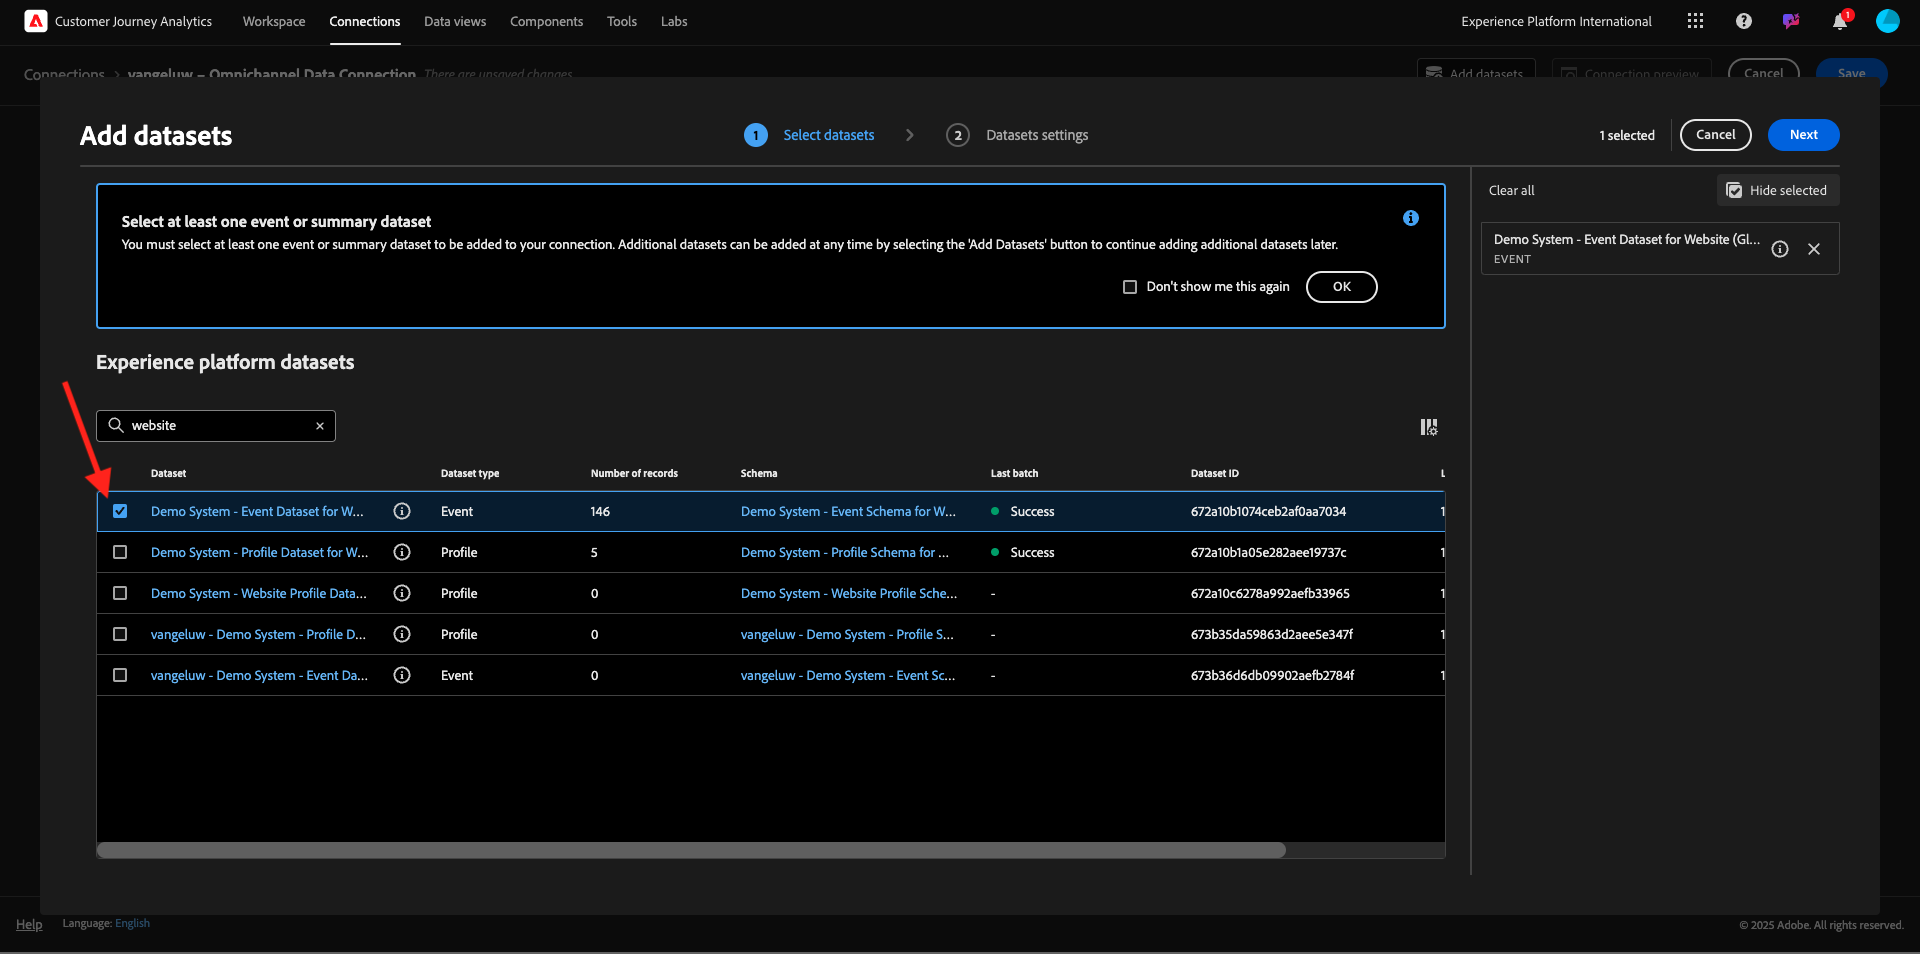 Customer Journey Analytics
Workspace
Connections
Data views
Components
Tools
Labs
Experience Platform International
1
Connections > vangeluw – Omnichannel Data Connection There are unsaved changes
Add datasets
Connection preview
Cancel
Save
Add datasets
1 Select datasets
2 Datasets settings
1 selected
Cancel
Next
Select at least one event or summary dataset
You must select at least one event or summary dataset to be added to your connection. Additional datasets can be added at any time by selecting the 'Add Datasets' button to continue adding additional datasets later.
Don't show me this again
OK
Clear all
Hide selected
Demo System - Event Dataset for Website (Gl...
EVENT
Experience platform datasets
website
Dataset Dataset type Number of records Schema Last batch Dataset ID L
Demo System - Event Dataset for W... Event 146 Demo System - Event Schema for W... Success 672a10b1074ceb2af0aa7034 1
Demo System - Profile Dataset for W... Profile 5 Demo System - Profile Schema for ... Success 672a10b1a05e282aee19737c 1
Demo System - Website Profile Data... Profile 0 Demo System - Website Profile Sche... - 672a10c6278a992aefb33965 1
vangeluw - Demo System - Profile D... Profile 0 vangeluw - Demo System - Profile S... - 673b35da59863d2aee5e347f 1
vangeluw - Demo System - Event Da... Event 0 vangeluw - Demo System - Event Sc... - 673b36d6db09902aefb2784f 1
Help
Language: English
© 2025 Adobe. All rights reserved.